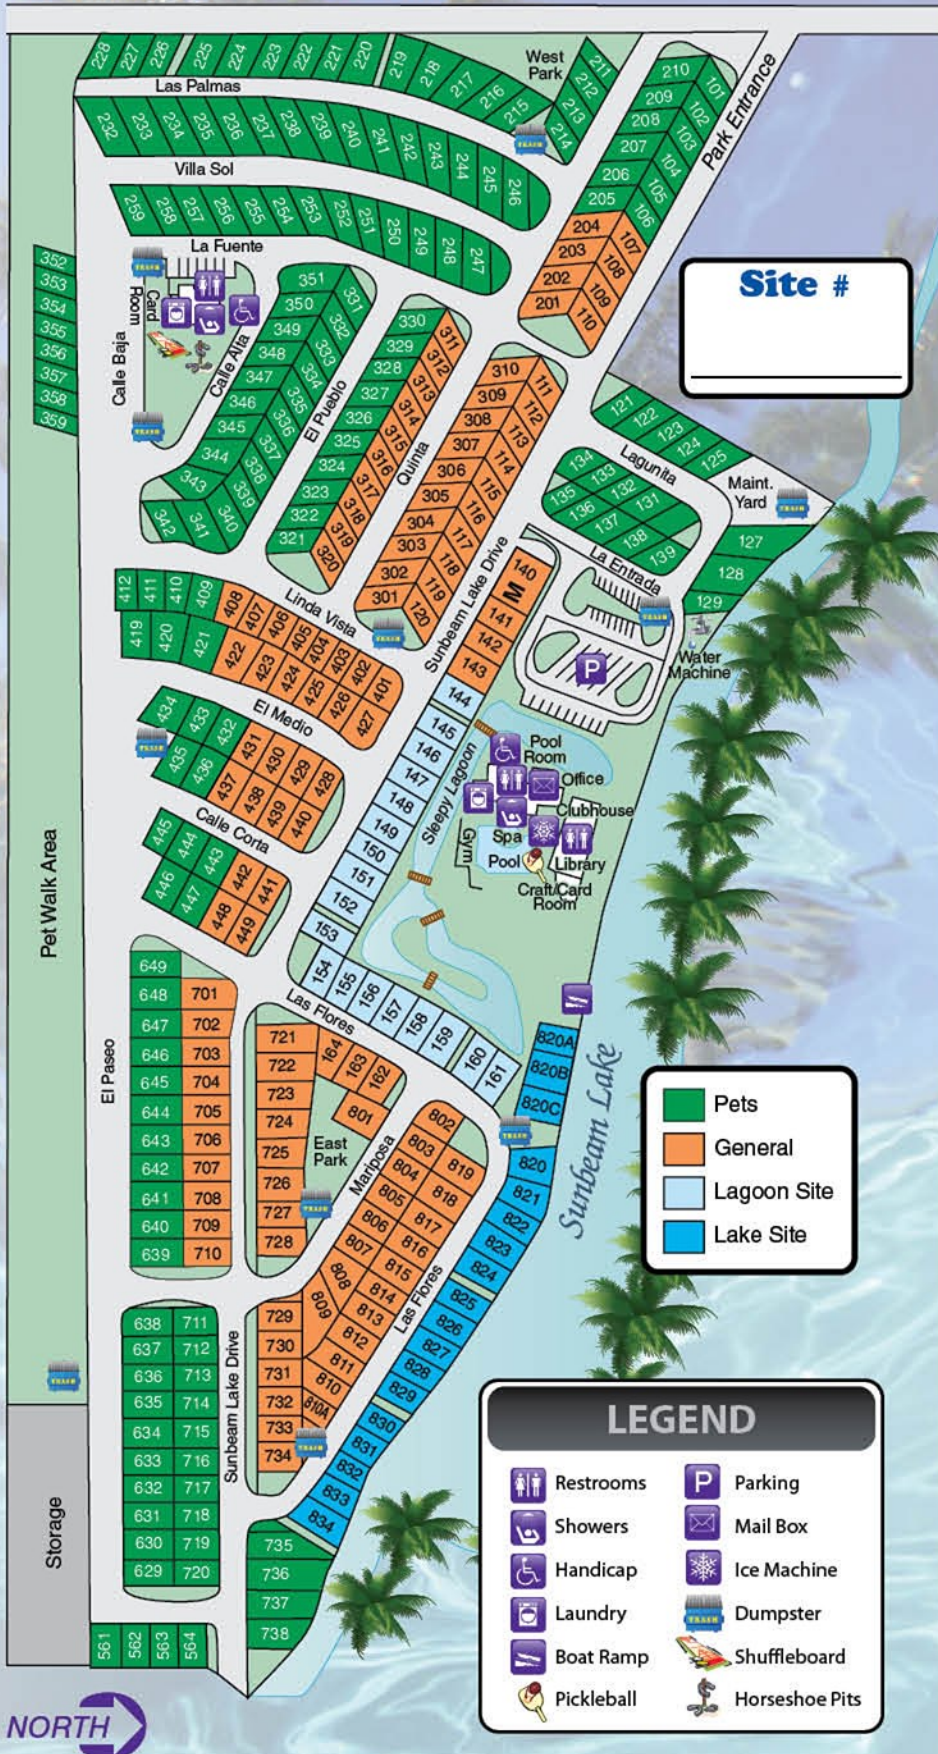 228 227 226 225 224 223 222 221 220 219 218 217 216 215
West
Park
211
212
213
214
Las Palmas
232 233 234 235 236 237 238 239 240 241 242 243 244 245 246
Villa Sol
259 258 257 256 255 254 253 252 251 250 249 248 247
La Fuente
210 101
209 102
208 103
207 104
206 105
205 106
204 107
203 108
202 109
201 110
Park Entrance
Site #
352
353
354
355
356
357
358
359
TRASH
Card
Room
Calle Baja
Calle Alta
TRASH
TRASH
351 331
350 332
349 333
348 334
347 335
346 336
345 337
344 338
343 339
342 341 340
El Pueblo
330 311
329 312
328 313
327 314
326 315
325 316
324 317
323 318
322 319
321 320
Quinta
310 111
309 112
308 113
307 114
306 115
305 116
304 117
303 118
302 119
301 120
Sunbeam Lake Drive
121 122 123 124 125
Lagunita
134 133 132 131
135 136 137 138 139
La Entrada
Maint.
Yard
TRASH
127
128
129
TRASH
Water
Machine
P
140
M
141
142
143
144
145
146
147
148
149
150
151
152
153
412 411 410 409 408 407 406 405 404 403 402 401
Linda Vista
TRASH
419 420 421 422 423 424 425 426 427
El Medio
434 433 432 431 430 429 428
TRASH
435 436 437 438 439 440
Calle Corta
445 444 443 442 441
446 447 448 449
Sleepy Lagoon
Pool
Room
Office
Clubhouse
Gym
Spa
Pool
Library
Craft/Card
Room
Pet Walk Area
154 155 156 157 158 159 160 161
Las Flores
El Paseo
649
648 701
647 702
646 703
645 704
644 705
643 706
642 707
641 708
640 709
639 710
721
722
723
724
725
726
727
728
164 163 162
801
East
Park
TRASH
Mariposa
802
803 819
804 818
805 817
806 816
807 815
808 814
809 813
812
811
810
810A
Las Flores
820A
820B
820C
TRASH
820
821
822
823
824
825
826
827
828
829
830
831
832
833
834
Sunbeam Lake
Pets
General
Lagoon Site
Lake Site
638 711
637 712
636 713
635 714
634 715
633 716
632 717
631 718
630 719
629 720
Sunbeam Lake Drive
729
730
731
732
733
734
TRASH
735
736
737
738
TRASH
Storage
561 562 563 564
NORTH
LEGEND
Restrooms
Showers
Handicap
Laundry
Boat Ramp
Pickleball
P Parking
Mail Box
Ice Machine
TRASH Dumpster
Shuffleboard
Horseshoe Pits